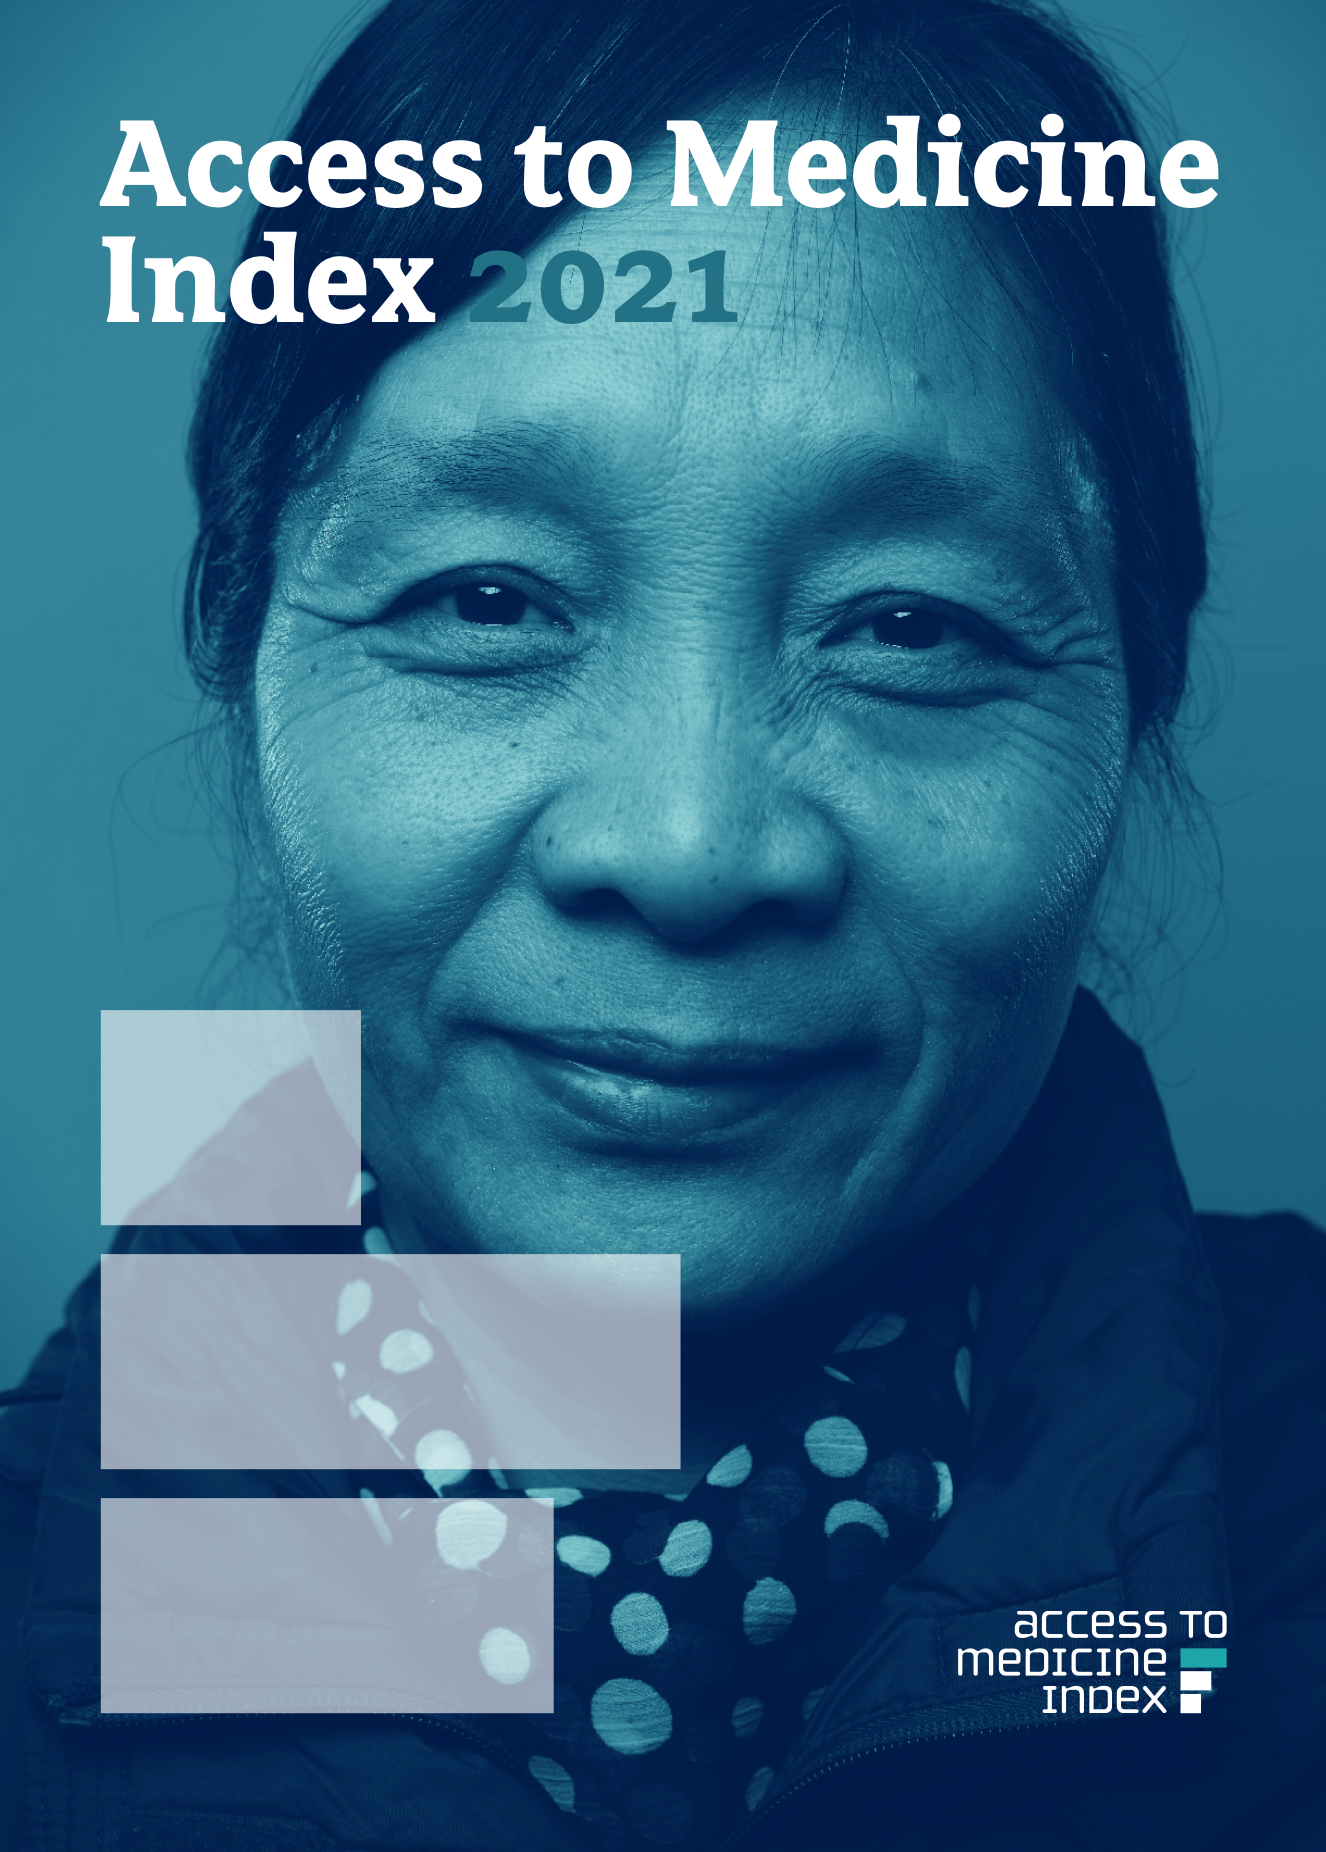 Access to Medicine
Index 2021
access to
medicine
index